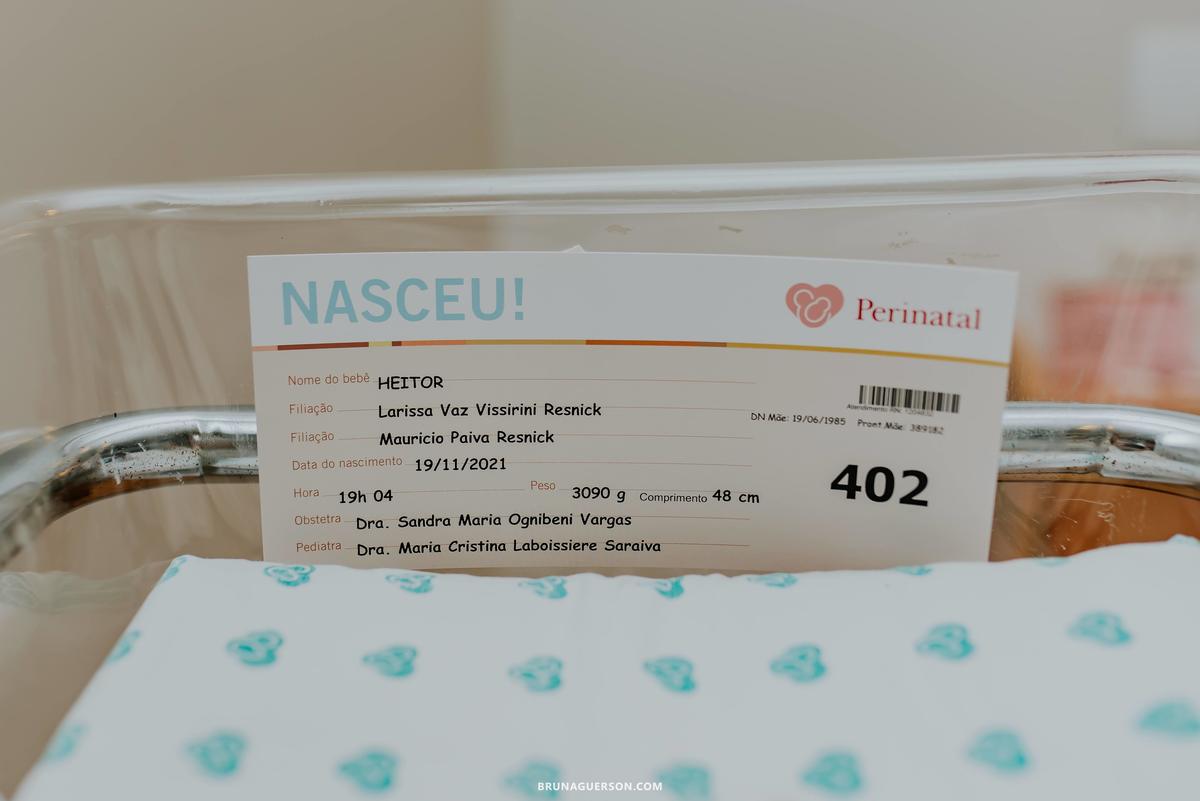 NASCEU!
Perinatal
Nome do bebê HEITOR
Filiação Larissa Vaz Vissirini Resnick
Filiação Mauricio Paiva Resnick
Data do nascimento 19/11/2021
Hora 19h 04 Peso 3090 g Comprimento 48 cm
Obstetra Dra. Sandra Maria Ognibeni Vargas
Pediatra Dra. Maria Cristina Laboissiere Saraiva
Atendimento RN:
DN Mãe: 19/06/1985 Pront.Mãe: 389182
402
BRUNAGUERSON.COM